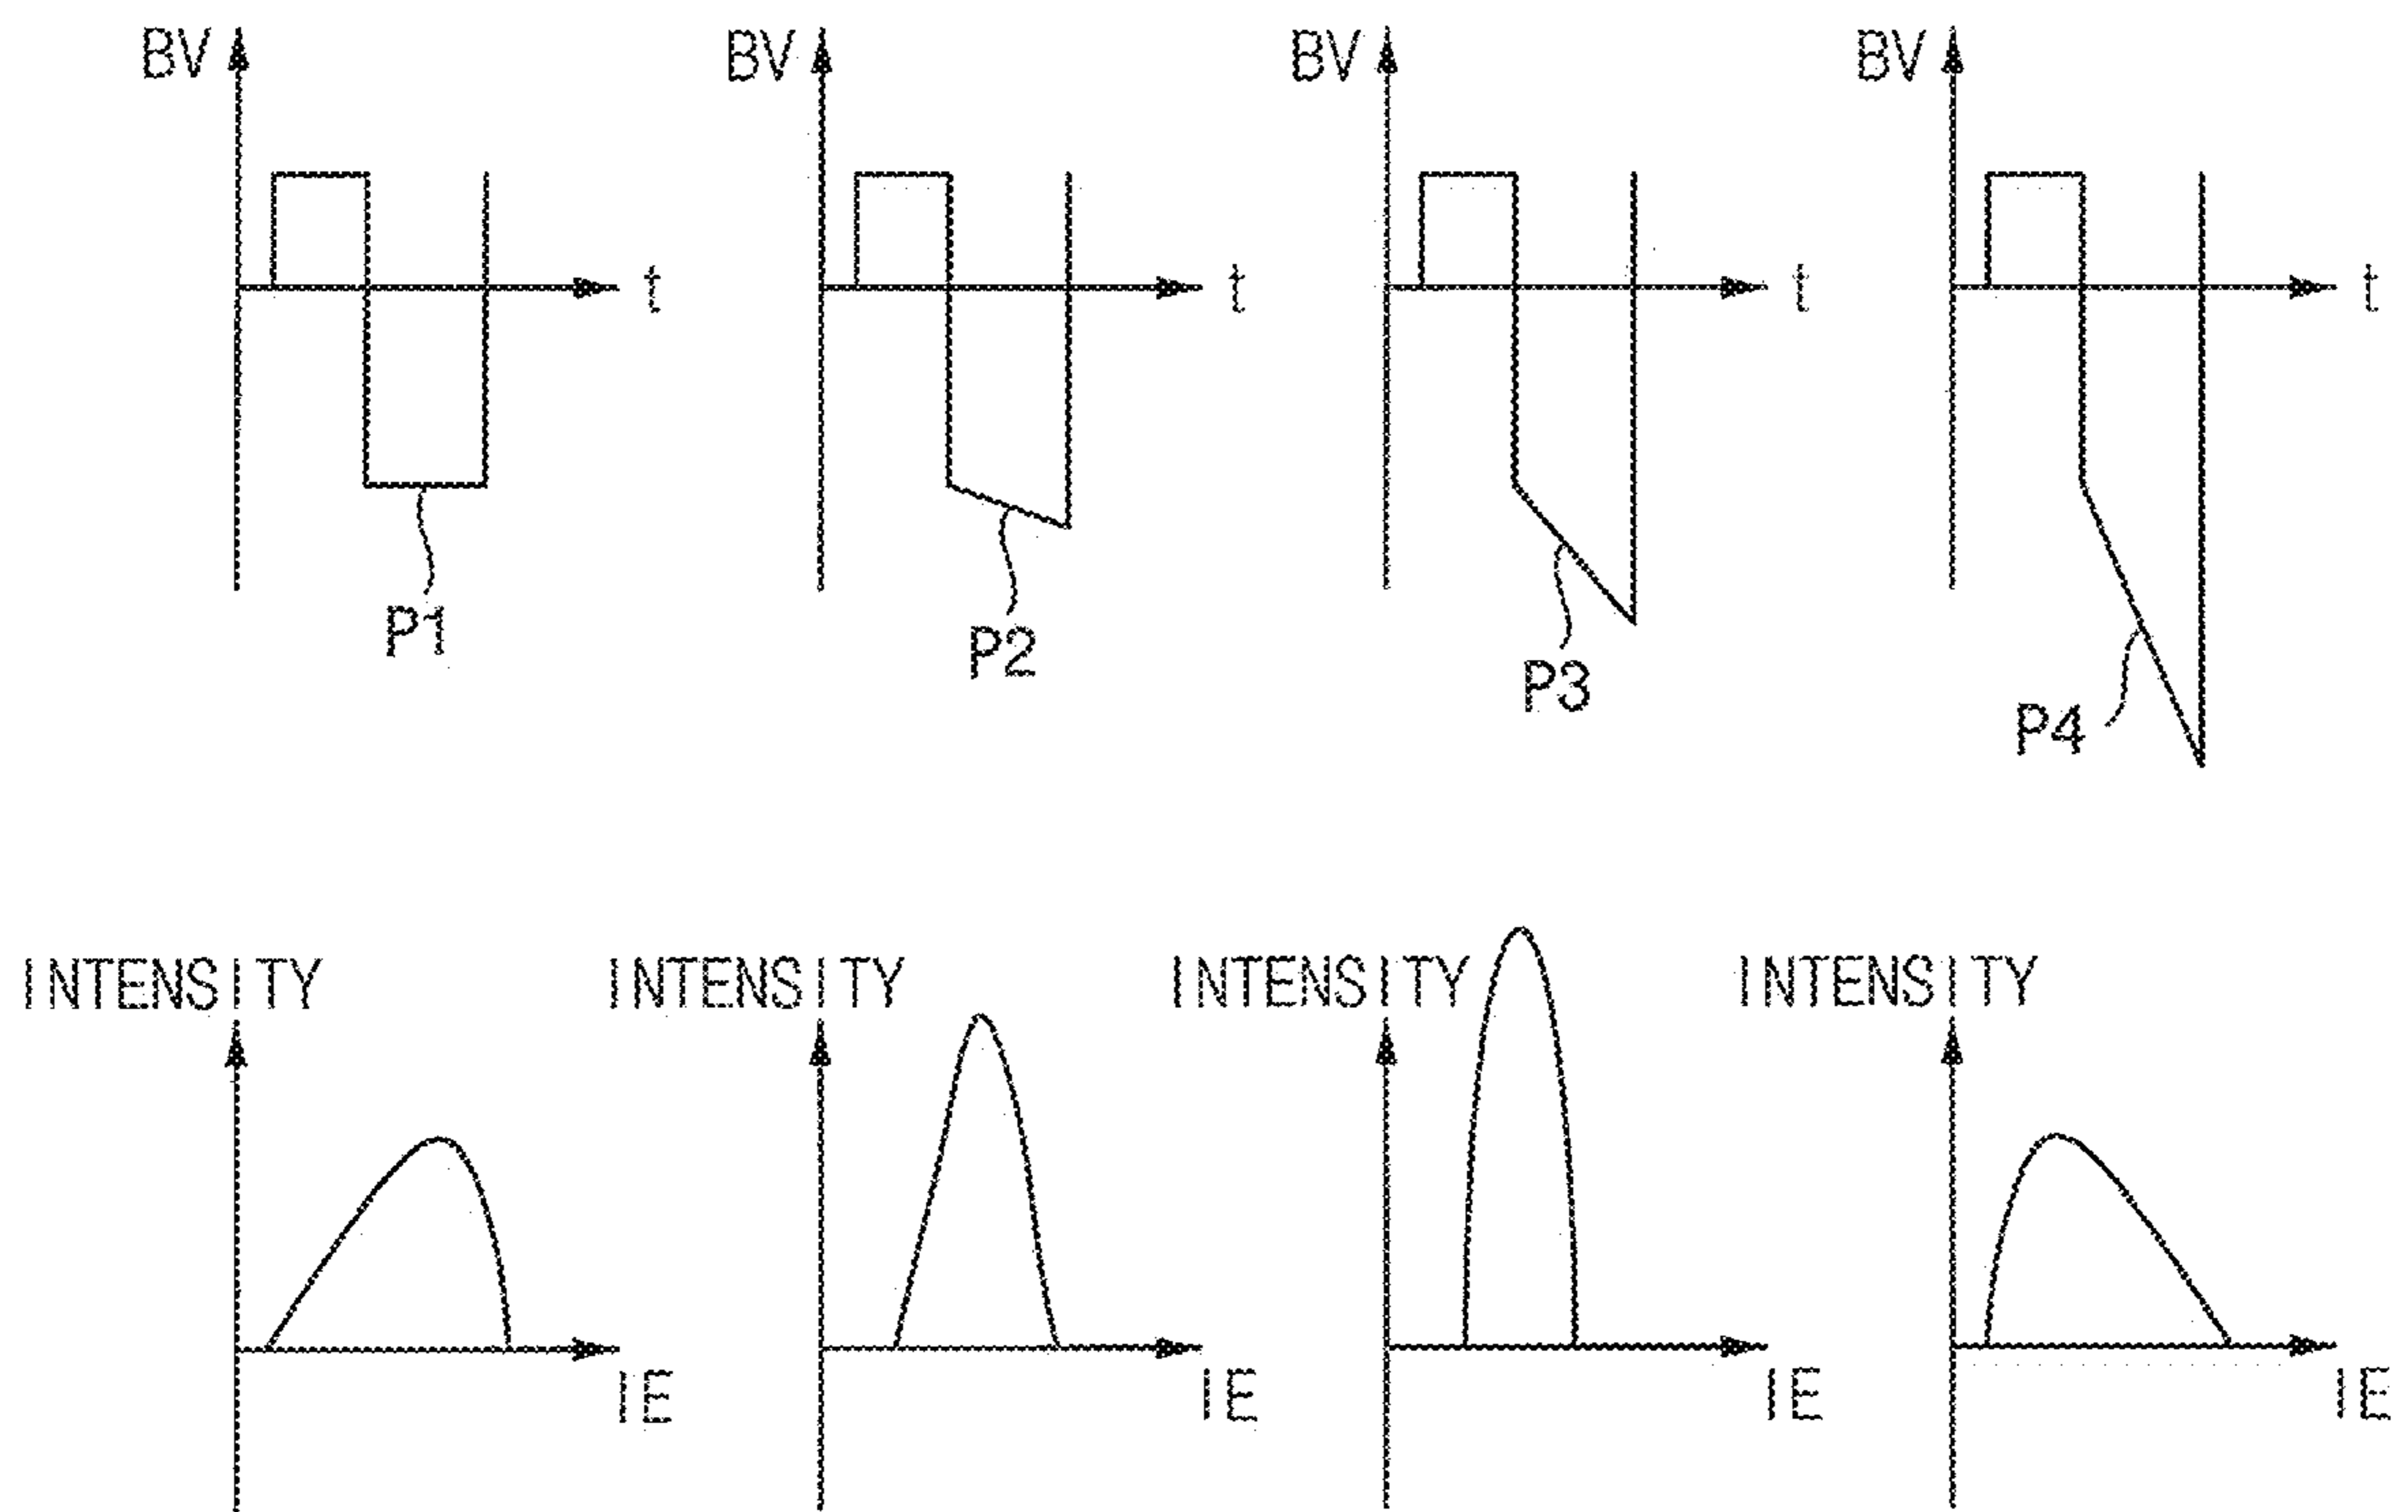 BV BV BV BV
t t t t
P1 P2 P3 P4
INTENSITY INTENSITY INTENSITY INTENSITY
IE IE IE IE